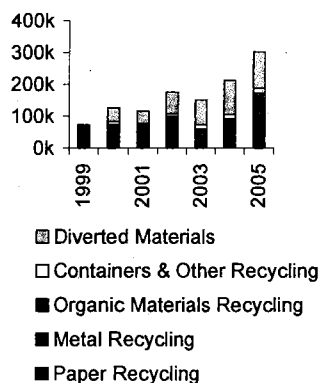 400k
300k
200k
100k
0k
1999
2001
2003
2005
Diverted Materials
Containers & Other Recycling
Organic Materials Recycling
Metal Recycling
Paper Recycling